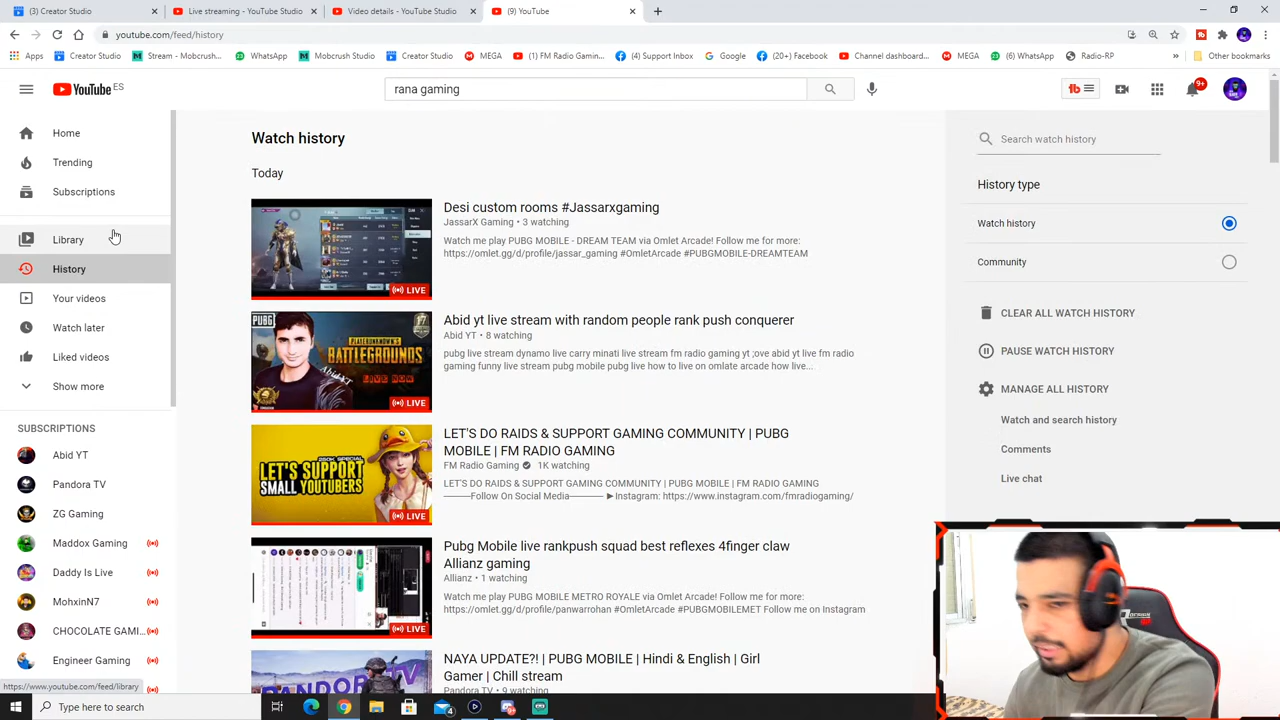 (3) Creator Studio
Live streaming - YouTube Studio
Video details - YouTube Studio
(9) YouTube
youtube.com/feed/history
Apps
Creator Studio
Stream - Mobcrush
WhatsApp
Mobcrush
Creator Studio
MEGA
(1) FM Radio Gamin...
(4) Support Inbox
Google
(20+) Facebook
Channel dashboard...
MEGA
(6) WhatsApp
Radio-RP
Other bookmarks
YouTube ES
rana gaming
tb
9+
Home
Trending
Subscriptions
Library
History
Your videos
Watch later
Liked videos
Show more
SUBSCRIPTIONS
Abid YT
Pandora TV
ZG Gaming
Maddox Gaming
Daddy Is Live
MohxinN7
CHOCOLATE GAMI...
Engineer Gaming
https://www.youtube.com/feed/library
Watch history
Today
LIVE
Desi custom rooms #Jassarxgaming
JassarX Gaming • 3 watching
Watch me play PUBG MOBILE - DREAM TEAM via Omlet Arcade! Follow me for more:
https://omlet.gg/d/profile/jassar_gaming #OmletArcade #PUBGMOBILE-DREAMTEAM
PUBG
17
BATTLEGROUNDS
LIVE NOW
LIVE
Abid yt live stream with random people rank push conquerer
Abid YT • 8 watching
pubg live stream dynamo live carry minati live stream fm radio gaming yt ;ove abid yt live fm radio
gaming funny live stream pubg mobile pubg live how to live on omlate arcade how live...
LET'S SUPPORT
SMALL YOUTUBERS
LIVE
LET'S DO RAIDS & SUPPORT GAMING COMMUNITY | PUBG
MOBILE | FM RADIO GAMING
FM Radio Gaming 1K watching
LET'S DO RAIDS & SUPPORT GAMING COMMUNITY | PUBG MOBILE | FM RADIO GAMING
————Follow On Social Media———— ►Instagram: https://www.instagram.com/fmradiogaming/
LIVE
Pubg Mobile live rankpush squad best reflexes 4finger claw
Allianz gaming
Allianz • 1 watching
Watch me play PUBG MOBILE METRO ROYALE via Omlet Arcade! Follow me for more:
https://omlet.gg/d/profile/panwarrohan #OmletArcade #PUBGMOBILEMET Follow me on Instagram
PANDORA TV
NAYA UPDATE?! | PUBG MOBILE | Hindi & English | Girl
Gamer | Chill stream
Pandora TV • 9 watching
Search watch history
History type
Watch history
Community
CLEAR ALL WATCH HISTORY
PAUSE WATCH HISTORY
MANAGE ALL HISTORY
Watch and search history
Comments
Live chat
Type here to search
4